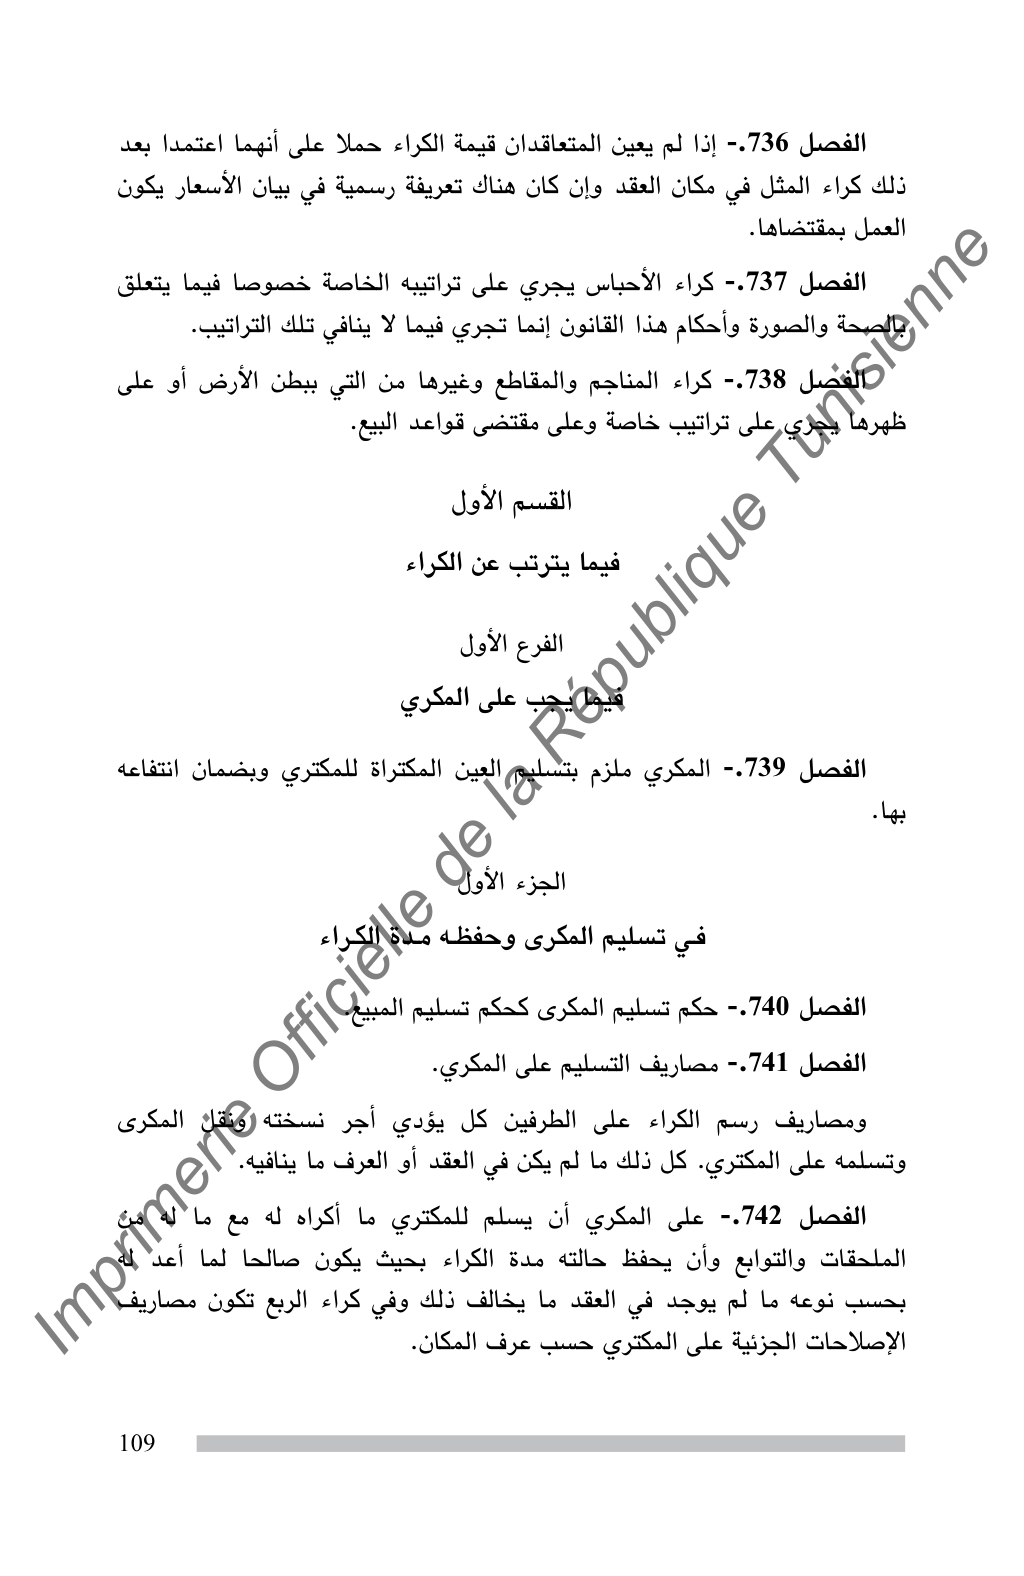 الفصل 736.- إذا لم يعين المتعاقدان قيمة الكراء حملا على أنهما اعتمدا بعد
ذلك كراء المثل في مكان العقد وإن كان هناك تعريفة رسمية في بيان الأسعار يكون
العمل بمقتضاها.
الفصل 737.- كراء الأحباس يجري على تراتيبه الخاصة خصوصا فيما يتعلق
بالصحة والصورة وأحكام هذا القانون إنما تجري فيما لا ينافي تلك التراتيب.
الفصل 738.- كراء المناجم والمقاطع وغيرها من التي ببطن الأرض أو على
ظهرها يجري على تراتيب خاصة وعلى مقتضى قواعد البيع.
القسم الأول
فيما يترتب عن الكراء
الفرع الأول
فيما يجب على المكري
الفصل 739.- المكري ملزم بتسليم العين المكتراة للمكتري وبضمان انتفاعه
بها.
الجزء الأول
في تسليم المكرى وحفظه مدة الكراء
الفصل 740.- حكم تسليم المكرى كحكم تسليم المبيع.
الفصل 741.- مصاريف التسليم على المكري.
ومصاريف رسم الكراء على الطرفين كل يؤدي أجر نسخته ونقل المكرى
وتسلمه على المكتري. كل ذلك ما لم يكن في العقد أو العرف ما ينافيه.
الفصل 742.- على المكري أن يسلم للمكتري ما أكراه له مع ما له من
الملحقات والتوابع وأن يحفظ حالته مدة الكراء بحيث يكون صالحا لما أعد له
بحسب نوعه ما لم يوجد في العقد ما يخالف ذلك وفي كراء الربع تكون مصاريف
الإصلاحات الجزئية على المكتري حسب عرف المكان.
109
Imprimerie Officielle de la République Tunisienne